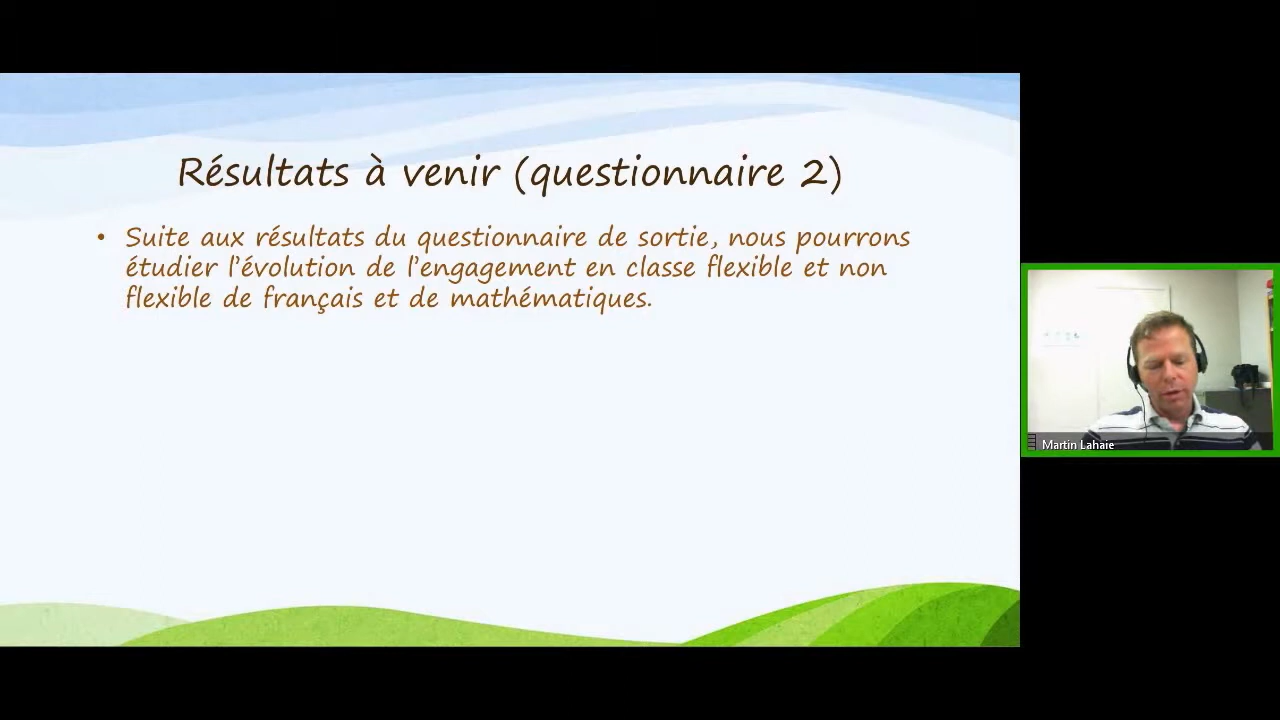 Résultats à venir (questionnaire 2)
• Suite aux résultats du questionnaire de sortie, nous pourrons
étudier l’évolution de l’engagement en classe flexible et non
flexible de français et de mathématiques.
Martin Lahaie